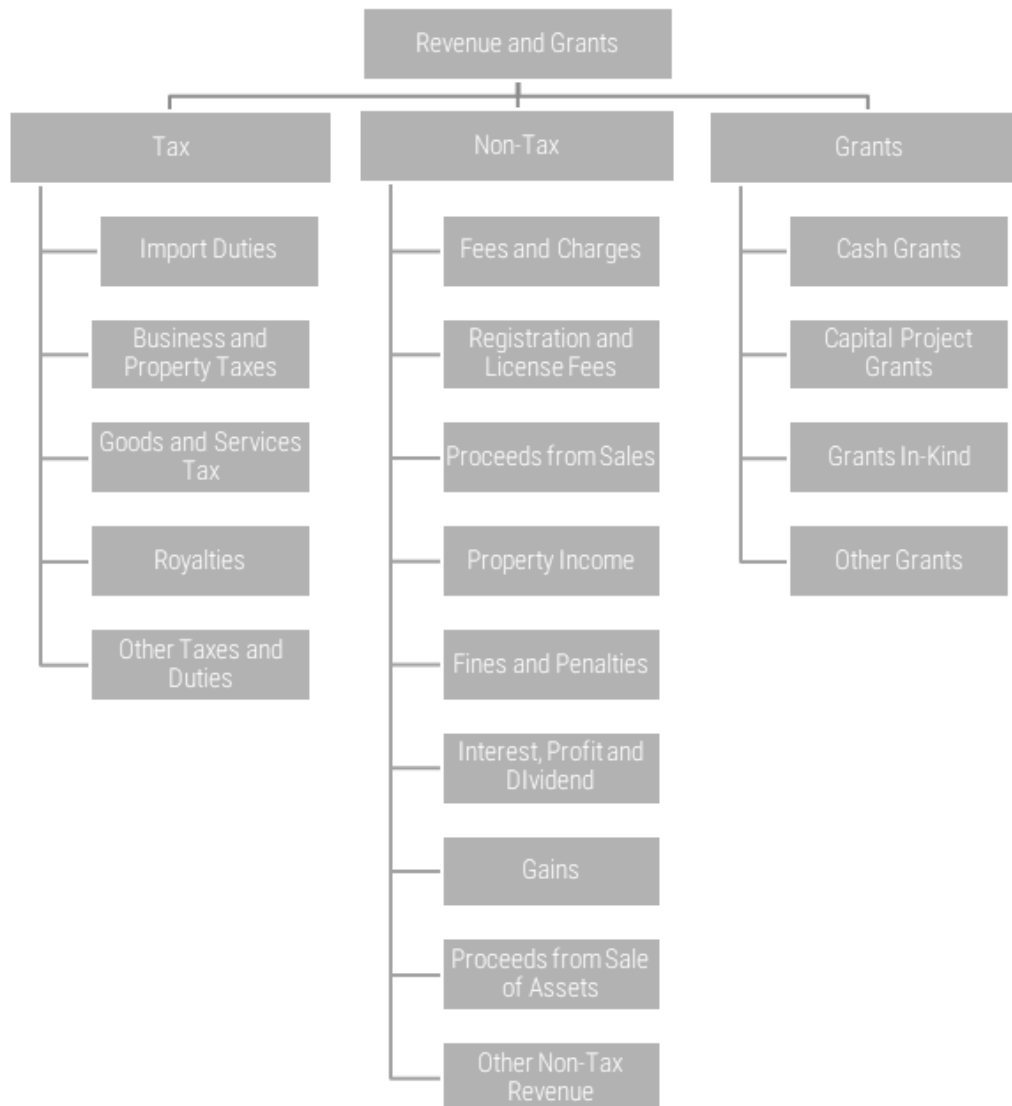 Revenue and Grants
Tax
Non-Tax
Grants
Import Duties
Business and
Property Taxes
Goods and Services
Tax
Royalties
Other Taxes and
Duties
Fees and Charges
Registration and
License Fees
Proceeds from Sales
Property Income
Fines and Penalties
Interest, Profit and
DIvidend
Gains
Proceeds from Sale
of Assets
Other Non-Tax
Revenue
Cash Grants
Capital Project
Grants
Grants In-Kind
Other Grants